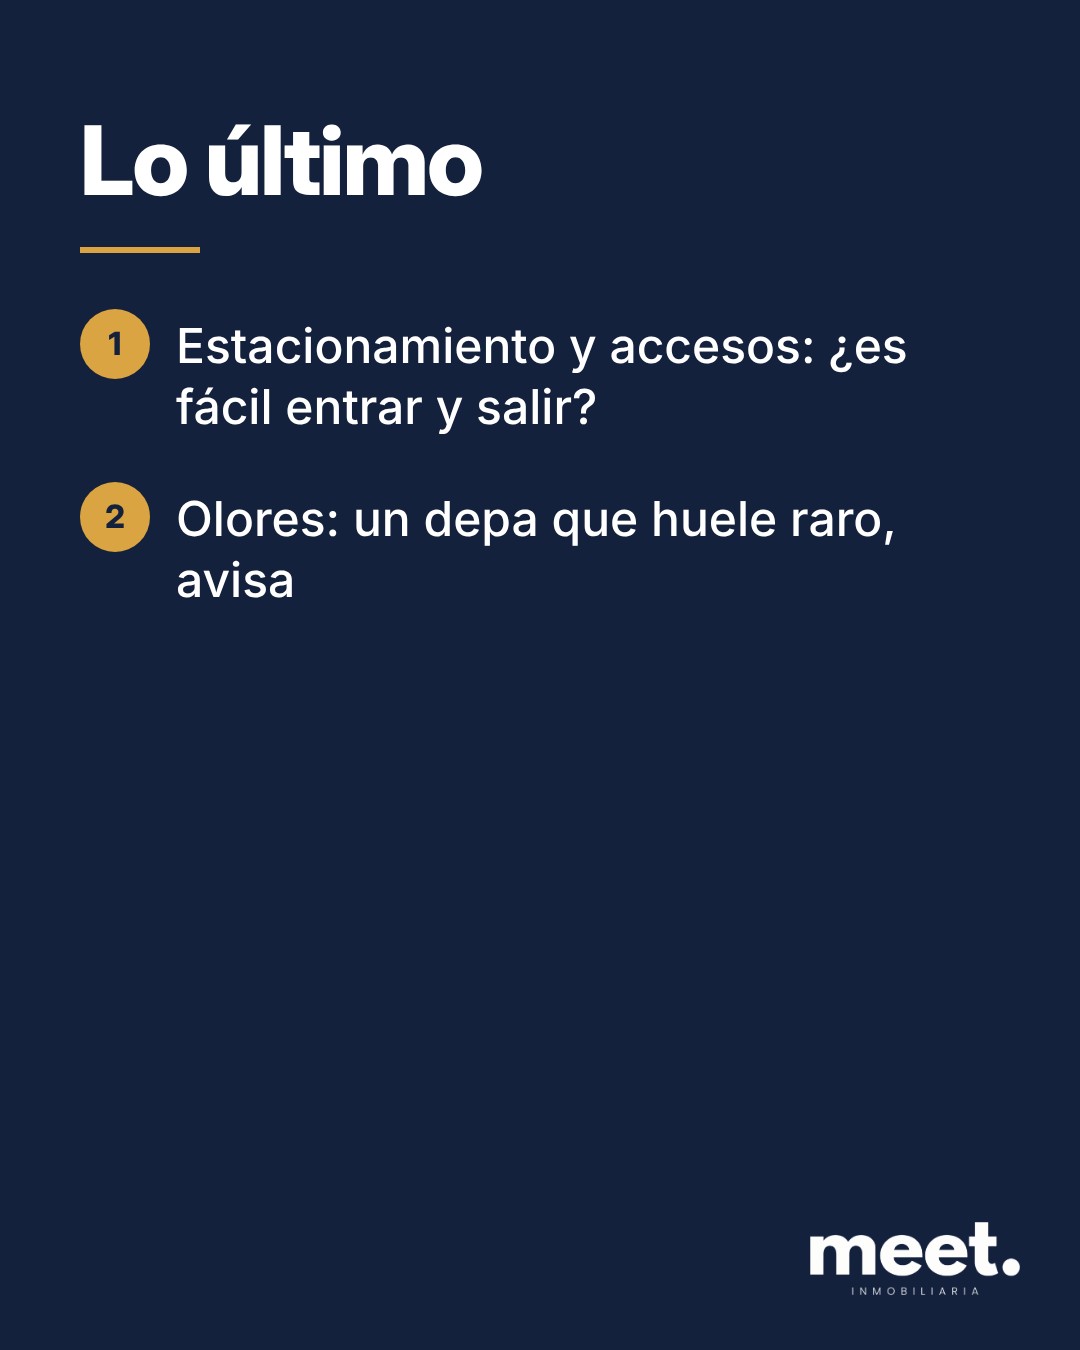 Lo último
1 Estacionamiento y accesos: ¿es
fácil entrar y salir?
2 Olores: un depa que huele raro,
avisa
meet.
INMOBILIARIA